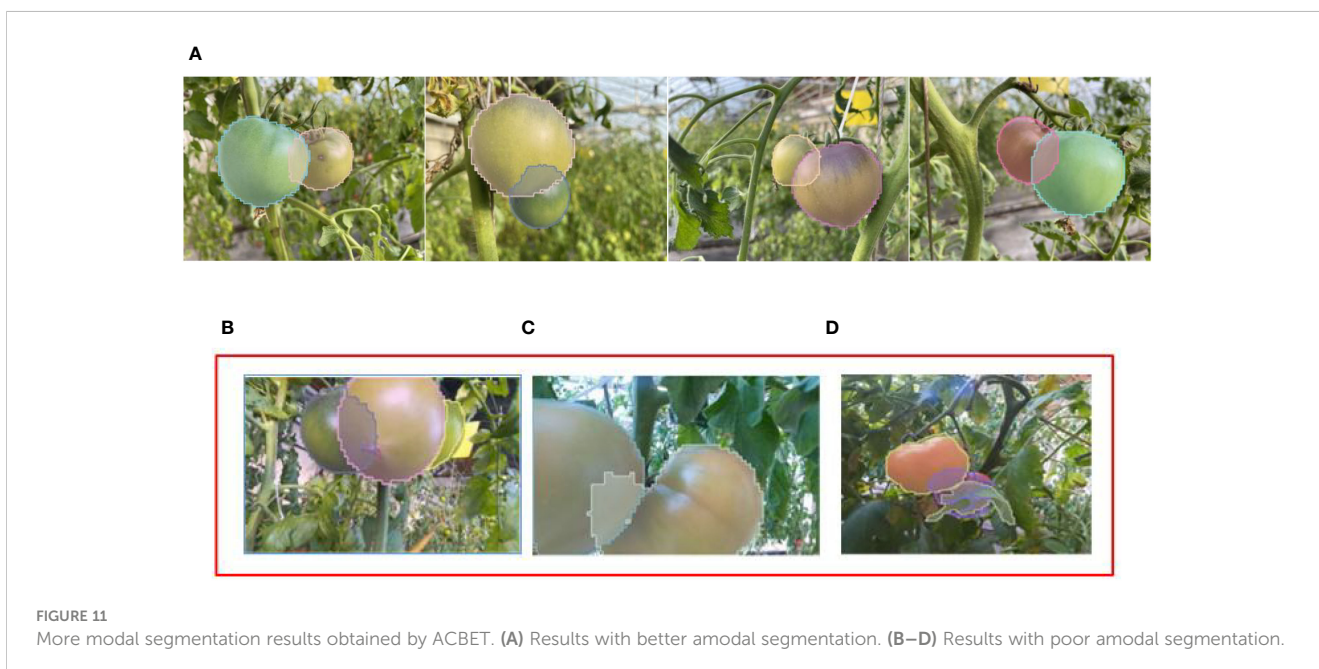 A
B C D
FIGURE 11
More modal segmentation results obtained by ACBET. (A) Results with better amodal segmentation. (B–D) Results with poor amodal segmentation.